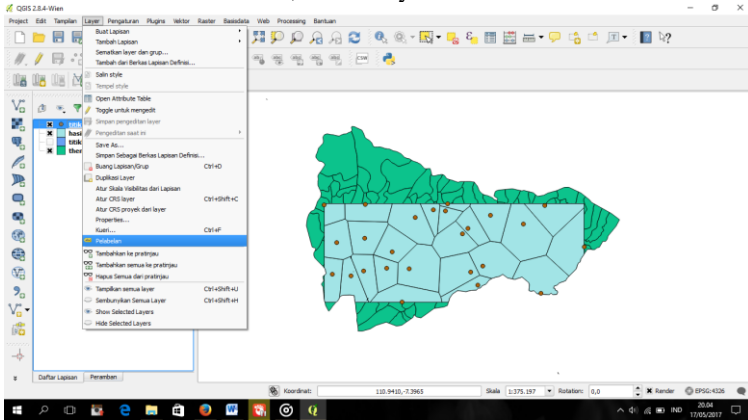 QGIS 2.8.4-Wien
Project Edit Tampilan Layer Pengaturan Plugins Vektor Raster Basisdata Web Processing Bantuan
Buat Lapisan
Tambah Lapisan
Sematkan layer dan grup...
Tambah dari Berkas Lapisan Definisi...
Salin style
Tempel style
Open Attribute Table
Toggle untuk mengedit
Simpan pengeditan layer
Pengeditan saat ini
Save As...
Simpan Sebagai Berkas Lapisan Definisi...
Buang Lapisan/Grup Ctrl+D
Duplikasi Layer
Atur Skala Visibilitas dari Lapisan
Atur CRS layer Ctrl+Shift+C
Atur CRS proyek dari layer
Properties...
Kueri... Ctrl+F
Pelabelan
Tambahkan ke pratinjau
Tambahkan semua ke pratinjau
Hapus Semua dari pratinjau
Tampilkan semua layer Ctrl+Shift+U
Sembunyikan Semua Layer Ctrl+Shift+H
Show Selected Layers
Hide Selected Layers
titik
hasi
titik
thei
CSW
Daftar Lapisan Peramban
Koordinat: 110.9410,-7.3965 Skala 1:375.197 Rotation: 0,0 Render EPSG:4326
IND
20.04
17/05/2017